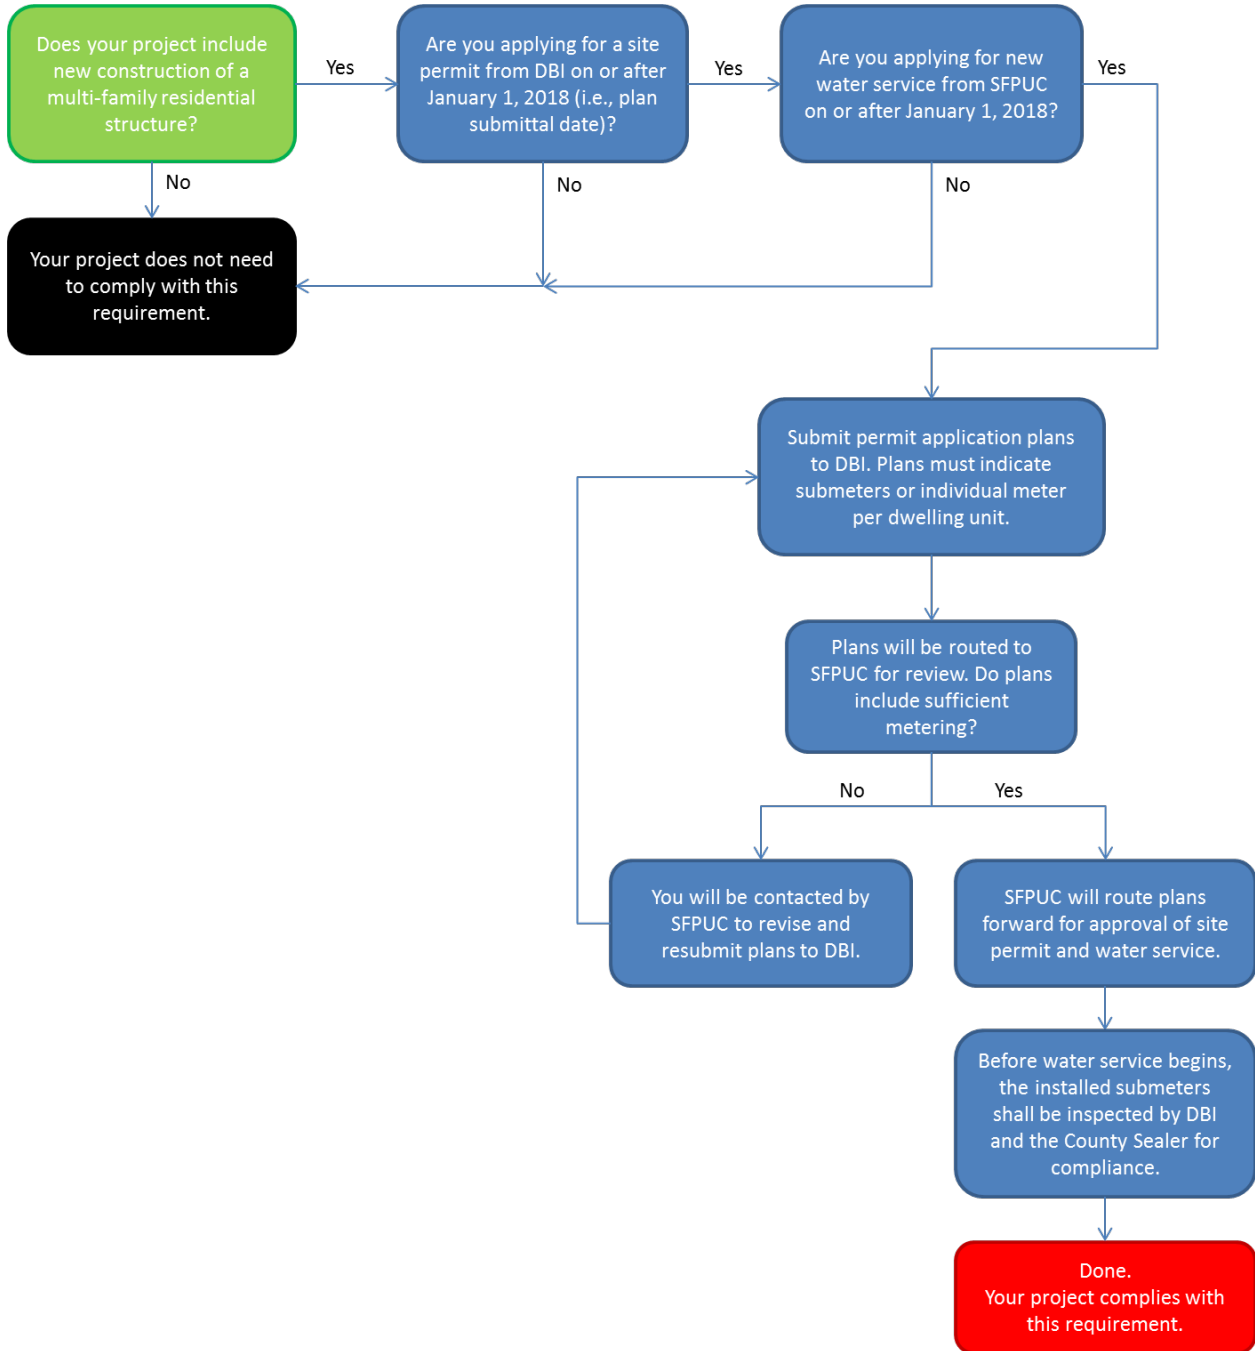 Does your project include
new construction of a
multi-family residential
structure?
Yes
Are you applying for a site
permit from DBI on or after
January 1, 2018 (i.e., plan
submittal date)?
Yes
Are you applying for new
water service from SFPUC
on or after January 1, 2018?
Yes
No
No
No
Your project does not need
to comply with this
requirement.
Submit permit application plans
to DBI. Plans must indicate
submeters or individual meter
per dwelling unit.
Plans will be routed to
SFPUC for review. Do plans
include sufficient
metering?
No
Yes
You will be contacted by
SFPUC to revise and
resubmit plans to DBI.
SFPUC will route plans
forward for approval of site
permit and water service.
Before water service begins,
the installed submeters
shall be inspected by DBI
and the County Sealer for
compliance.
Done.
Your project complies with
this requirement.